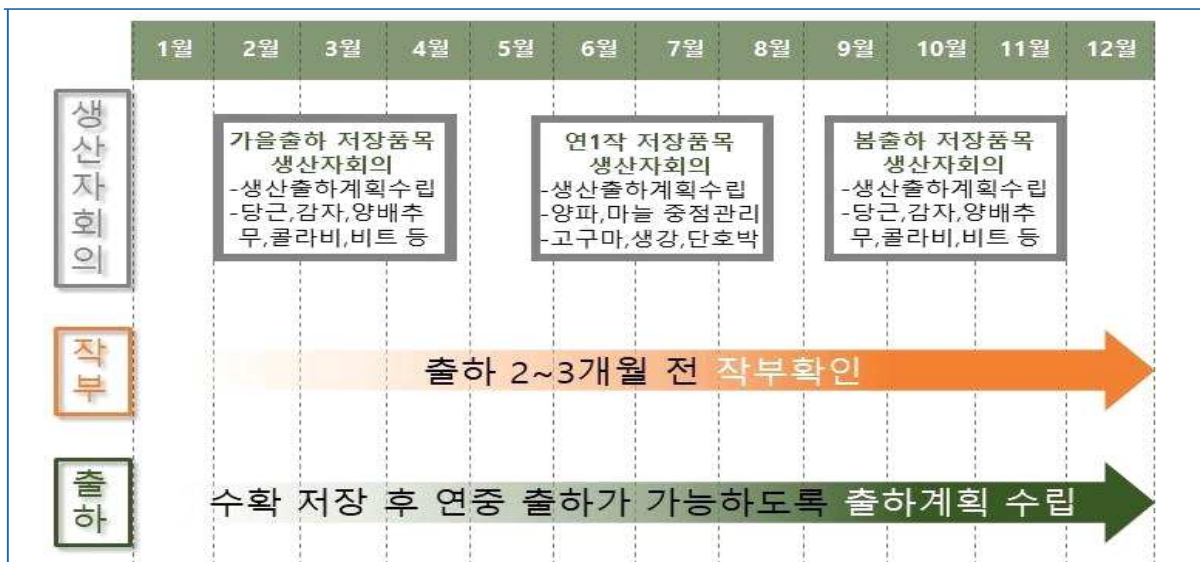 1월 2월 3월 4월 5월 6월 7월 8월 9월 10월 11월 12월
생산자회의
가을출하 저장품목
생산자회의
-생산출하계획수립
-당근,감자,양배추
무,콜라비,비트 등
연1작 저장품목
생산자회의
-생산출하계획수립
-양파,마늘 중점관리
-고구마,생강,단호박
봄출하 저장품목
생산자회의
-생산출하계획수립
-당근,감자,양배추
무,콜라비,비트 등
작부
출하 2~3개월 전 작부확인
출하
수확 저장 후 연중 출하가 가능하도록 출하계획 수립